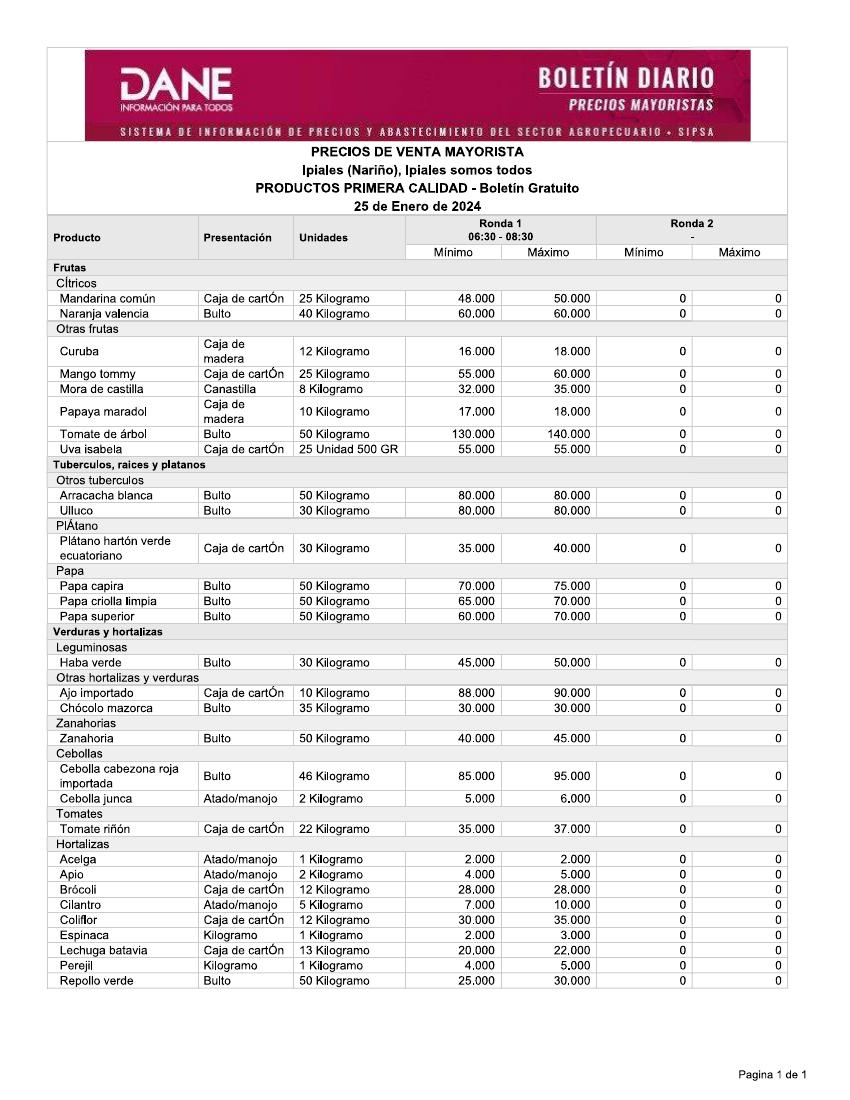 DANE
INFORMACIÓN PARA TODOS
BOLETÍN DIARIO
PRECIOS MAYORISTAS
SISTEMA DE INFORMACIÓN DE PRECIOS Y ABASTECIMIENTO DEL SECTOR AGROPECUARIO • SIPSA
PRECIOS DE VENTA MAYORISTA
Ipiales (Nariño), Ipiales somos todos
PRODUCTOS PRIMERA CALIDAD - Boletín Gratuito
25 de Enero de 2024
Producto Presentación Unidades Ronda 1 Ronda 2
06:30 - 08:30 -
Mínimo Máximo Mínimo Máximo
Frutas
CÍtricos
Mandarina común Caja de cartÓn 25 Kilogramo 48.000 50.000 0 0
Naranja valencia Bulto 40 Kilogramo 60.000 60.000 0 0
Otras frutas
Curuba Caja de madera 12 Kilogramo 16.000 18.000 0 0
Mango tommy Caja de cartÓn 25 Kilogramo 55.000 60.000 0 0
Mora de castilla Canastilla 8 Kilogramo 32.000 35.000 0 0
Papaya maradol Caja de madera 10 Kilogramo 17.000 18.000 0 0
Tomate de árbol Bulto 50 Kilogramo 130.000 140.000 0 0
Uva isabela Caja de cartÓn 25 Unidad 500 GR 55.000 55.000 0 0
Tuberculos, raices y platanos
Otros tuberculos
Arracacha blanca Bulto 50 Kilogramo 80.000 80.000 0 0
Ulluco Bulto 30 Kilogramo 80.000 80.000 0 0
PlÁtano
Plátano hartón verde ecuatoriano Caja de cartÓn 30 Kilogramo 35.000 40.000 0 0
Papa
Papa capira Bulto 50 Kilogramo 70.000 75.000 0 0
Papa criolla limpia Bulto 50 Kilogramo 65.000 70.000 0 0
Papa superior Bulto 50 Kilogramo 60.000 70.000 0 0
Verduras y hortalizas
Leguminosas
Haba verde Bulto 30 Kilogramo 45.000 50.000 0 0
Otras hortalizas y verduras
Ajo importado Caja de cartÓn 10 Kilogramo 88.000 90.000 0 0
Chócolo mazorca Bulto 35 Kilogramo 30.000 30.000 0 0
Zanahorias
Zanahoria Bulto 50 Kilogramo 40.000 45.000 0 0
Cebollas
Cebolla cabezona roja importada Bulto 46 Kilogramo 85.000 95.000 0 0
Cebolla junca Atado/manojo 2 Kilogramo 5.000 6.000 0 0
Tomates
Tomate riñón Caja de cartÓn 22 Kilogramo 35.000 37.000 0 0
Hortalizas
Acelga Atado/manojo 1 Kilogramo 2.000 2.000 0 0
Apio Atado/manojo 2 Kilogramo 4.000 5.000 0 0
Brócoli Caja de cartÓn 12 Kilogramo 28.000 28.000 0 0
Cilantro Atado/manojo 5 Kilogramo 7.000 10.000 0 0
Coliflor Caja de cartÓn 12 Kilogramo 30.000 35.000 0 0
Espinaca Kilogramo 1 Kilogramo 2.000 3.000 0 0
Lechuga batavia Caja de cartÓn 13 Kilogramo 20.000 22.000 0 0
Perejil Kilogramo 1 Kilogramo 4.000 5.000 0 0
Repollo verde Bulto 50 Kilogramo 25.000 30.000 0 0
Pagina 1 de 1